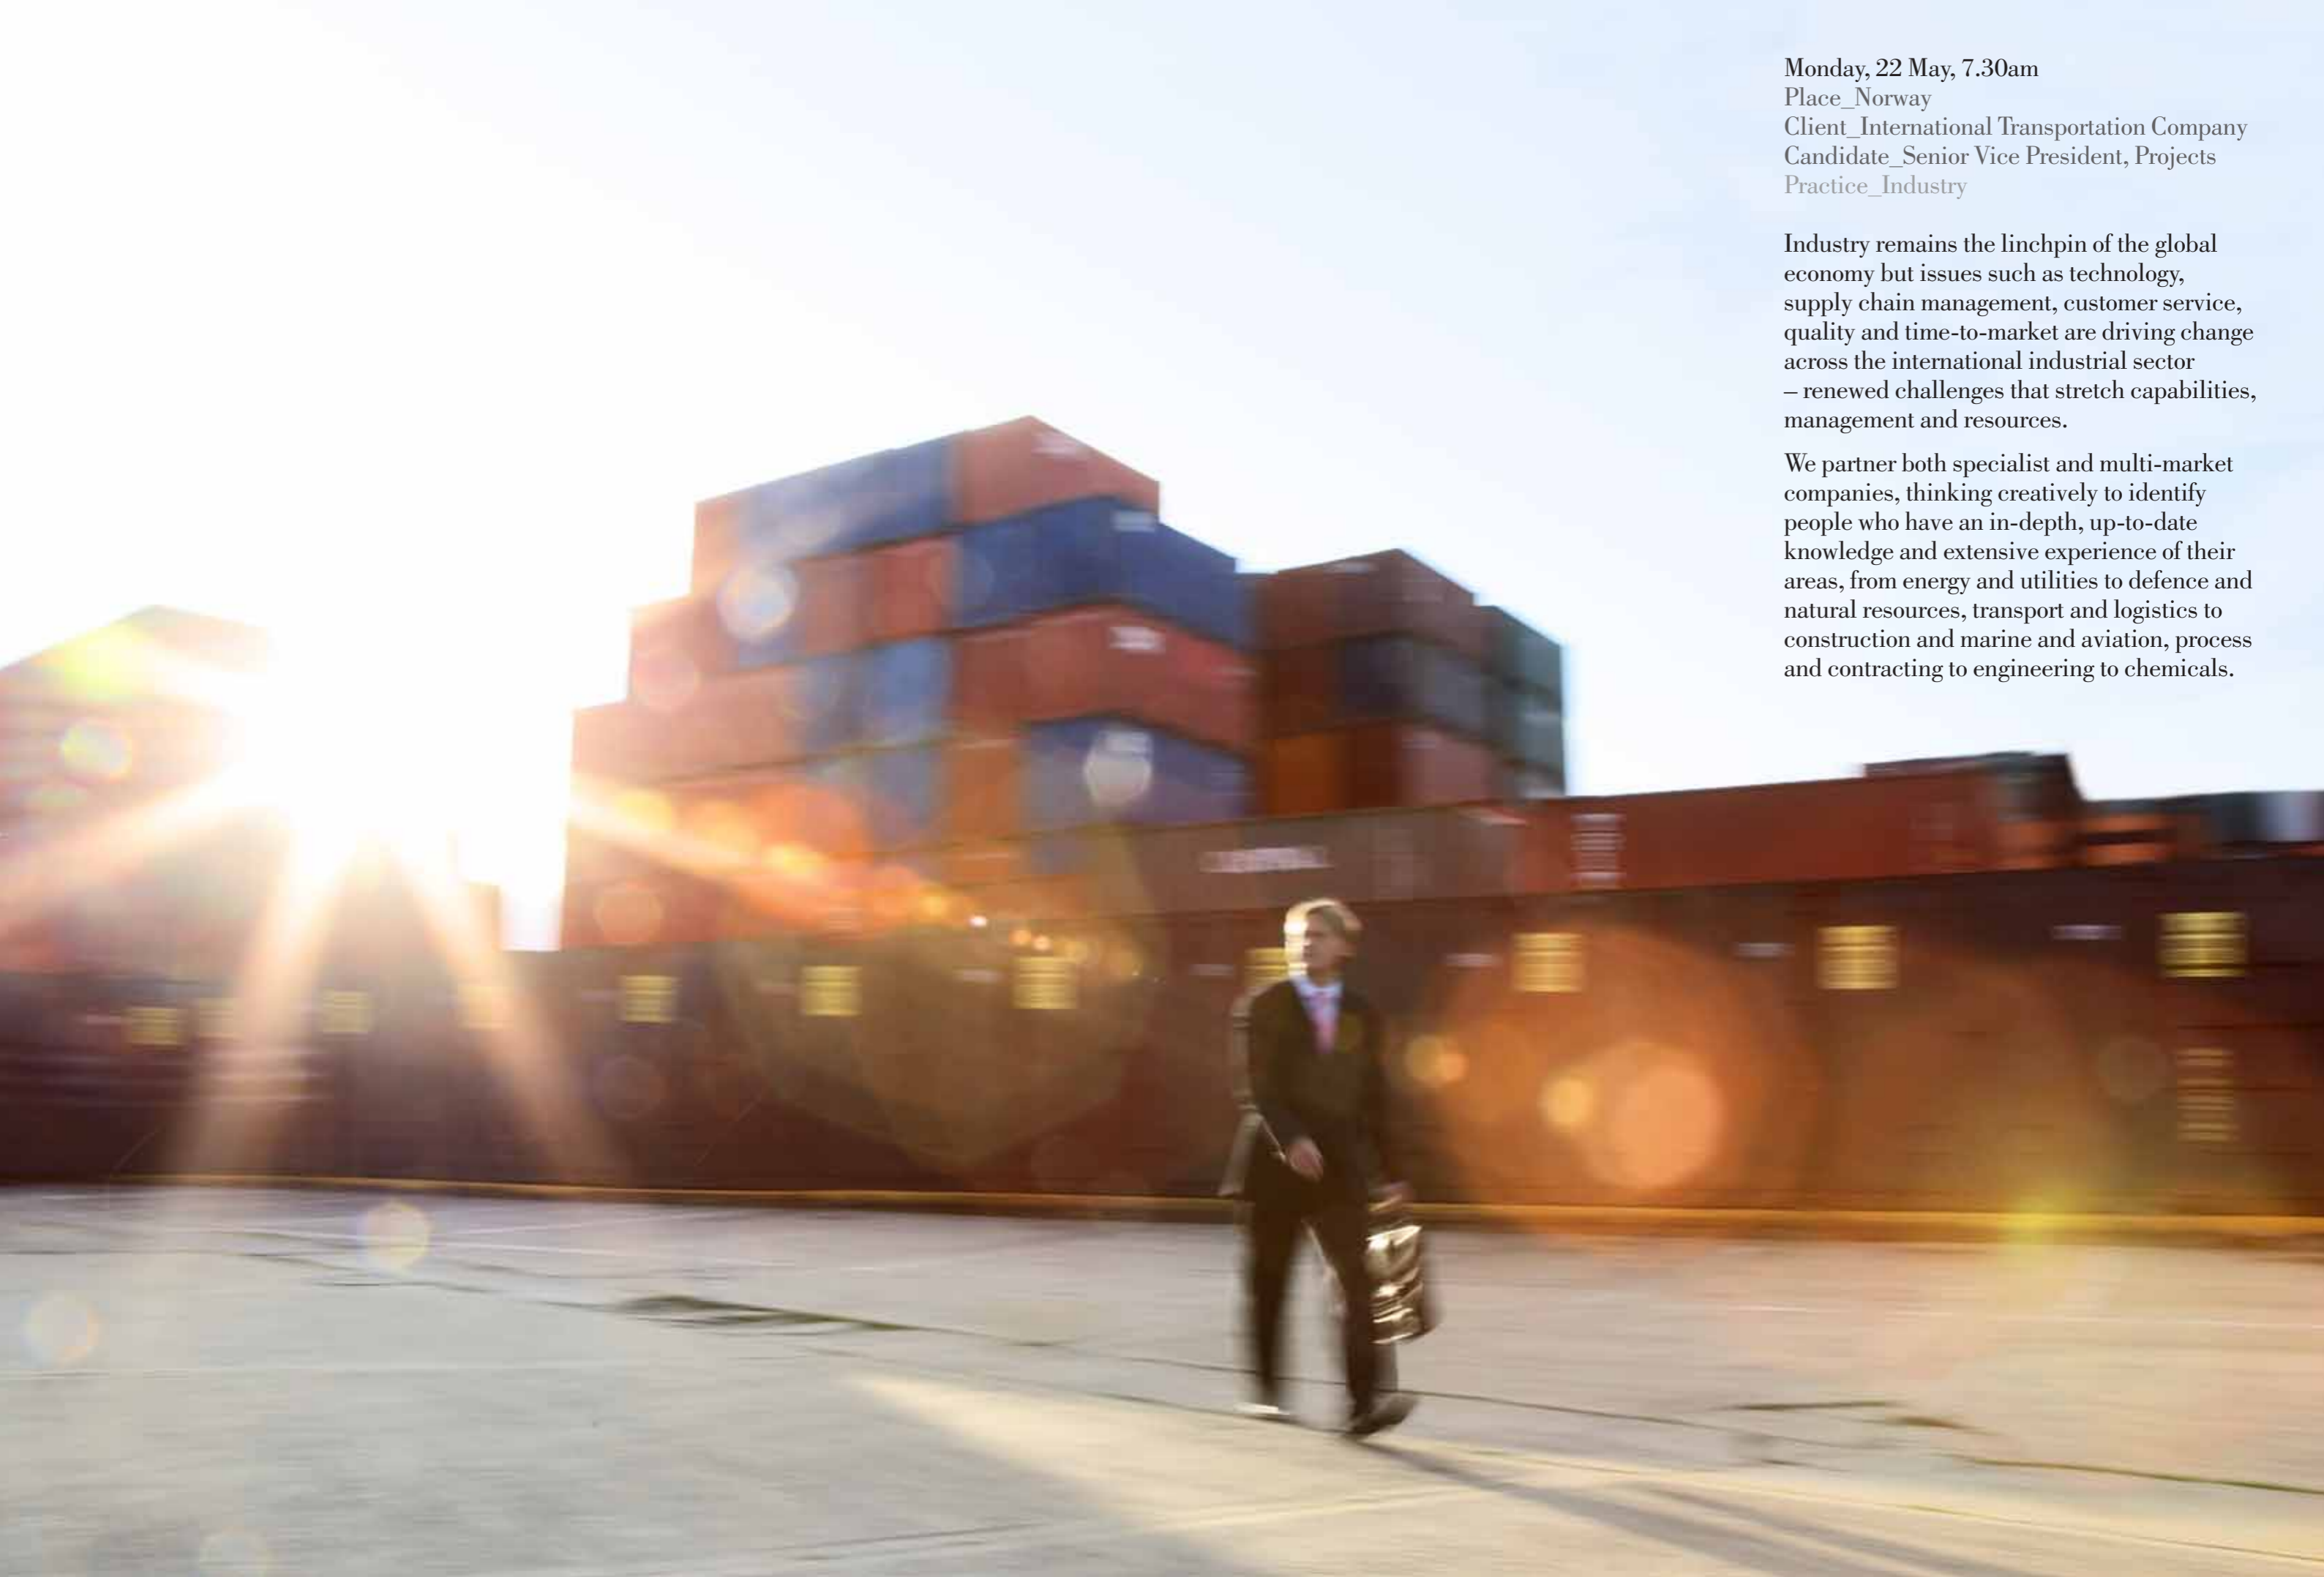 Monday, 22 May, 7.30am
Place_Norway
Client_International Transportation Company
Candidate_Senior Vice President, Projects
Practice_Industry
Industry remains the linchpin of the global
economy but issues such as technology,
supply chain management, customer service,
quality and time-to-market are driving change
across the international industrial sector
– renewed challenges that stretch capabilities,
management and resources.
We partner both specialist and multi-market
companies, thinking creatively to identify
people who have an in-depth, up-to-date
knowledge and extensive experience of their
areas, from energy and utilities to defence and
natural resources, transport and logistics to
construction and marine and aviation, process
and contracting to engineering to chemicals.